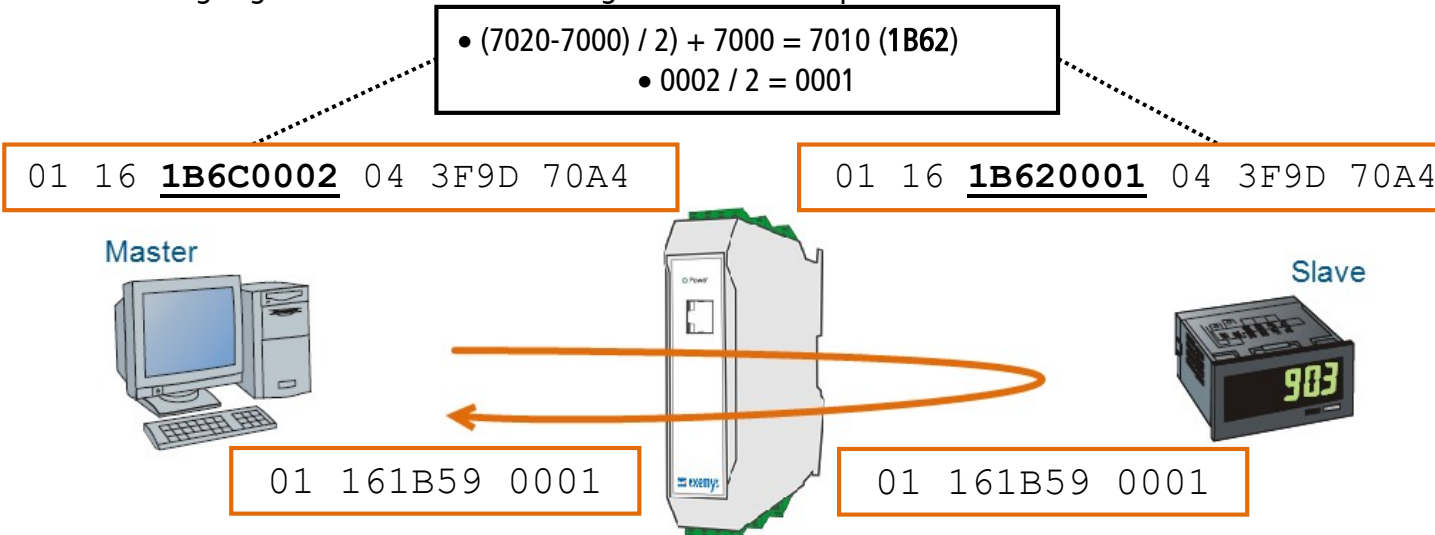 • (7020-7000) / 2) + 7000 = 7010 (1B62)
• 0002 / 2 = 0001
01 16 1B6C0002 04 3F9D 70A4
01 16 1B620001 04 3F9D 70A4
Master
Power
Slave
903
exemys
01 161B59 0001
01 161B59 0001